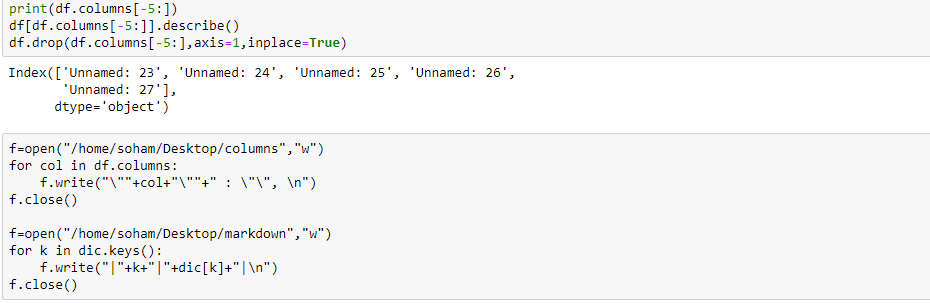 print(df.columns[-5:])
df[df.columns[-5:]].describe()
df.drop(df.columns[-5:],axis=1,inplace=True)
Index(['Unnamed: 23', 'Unnamed: 24', 'Unnamed: 25', 'Unnamed: 26',
       'Unnamed: 27'],
      dtype='object')
f=open("/home/soham/Desktop/columns","w")
for col in df.columns:
    f.write("\""+col+"\""+" : \"\", \n")
f.close()
f=open("/home/soham/Desktop/markdown","w")
for k in dic.keys():
    f.write("|"+k+"|"+dic[k]+"|\n")
f.close()